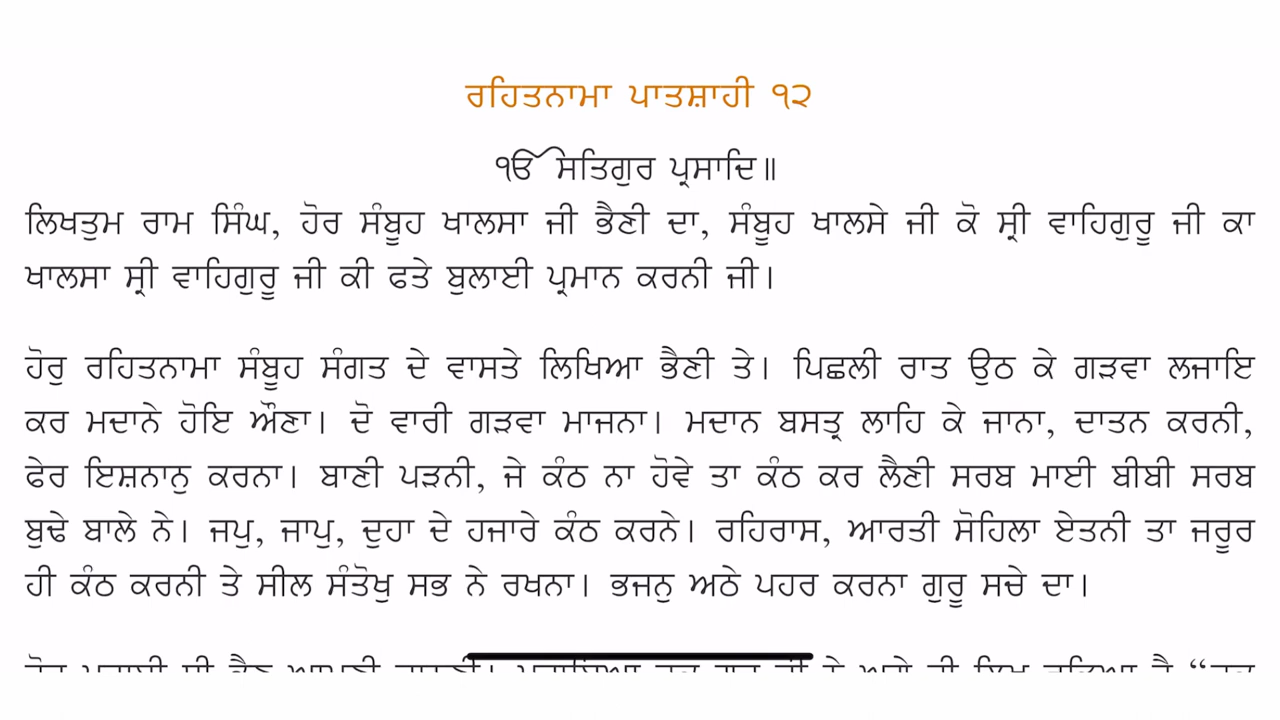 ਰਹਿਤਨਾਮਾ ਪਾਤਸ਼ਾਹੀ ੧੨
ੴ ਸਤਿਗੁਰ ਪ੍ਰਸਾਦਿ॥
ਲਿਖਤੁਮ ਰਾਮ ਸਿੰਘ, ਹੋਰ ਸੰਬੂਹ ਖਾਲਸਾ ਜੀ ਭੈਣੀ ਦਾ, ਸੰਬੂਹ ਖਾਲਸੇ ਜੀ ਕੋ ਸ੍ਰੀ ਵਾਹਿਗੁਰੂ ਜੀ ਕਾ
ਖਾਲਸਾ ਸ੍ਰੀ ਵਾਹਿਗੁਰੂ ਜੀ ਕੀ ਫਤੇ ਬੁਲਾਈ ਪ੍ਰਮਾਨ ਕਰਨੀ ਜੀ।
ਹੋਰੁ ਰਹਿਤਨਾਮਾ ਸੰਬੂਹ ਸੰਗਤ ਦੇ ਵਾਸਤੇ ਲਿਖਿਆ ਭੈਣੀ ਤੇ। ਪਿਛਲੀ ਰਾਤ ਉਠ ਕੇ ਗੜਵਾ ਲਜਾਇ
ਕਰ ਮਦਾਨੇ ਹੋਇ ਔਣਾ। ਦੋ ਵਾਰੀ ਗੜਵਾ ਮਾਜਨਾ। ਮਦਾਨ ਬਸਤ੍ਰ ਲਾਹਿ ਕੇ ਜਾਨਾ, ਦਾਤਨ ਕਰਨੀ,
ਫੇਰ ਇਸ਼ਨਾਨੁ ਕਰਨਾ। ਬਾਣੀ ਪੜਨੀ, ਜੇ ਕੰਠ ਨਾ ਹੋਵੇ ਤਾ ਕੰਠ ਕਰ ਲੈਣੀ ਸਰਬ ਮਾਈ ਬੀਬੀ ਸਰਬ
ਬੁਢੇ ਬਾਲੇ ਨੇ। ਜਪੁ, ਜਾਪੁ, ਦੁਹਾ ਦੇ ਹਜਾਰੇ ਕੰਠ ਕਰਨੇ। ਰਹਿਰਾਸ, ਆਰਤੀ ਸੋਹਿਲਾ ਏਤਨੀ ਤਾ ਜਰੂਰ
ਹੀ ਕੰਠ ਕਰਨੀ ਤੇ ਸੀਲ ਸੰਤੋਖੁ ਸਭ ਨੇ ਰਖਨਾ। ਭਜਨੁ ਅਠੇ ਪਹਰ ਕਰਨਾ ਗੁਰੂ ਸਚੇ ਦਾ।